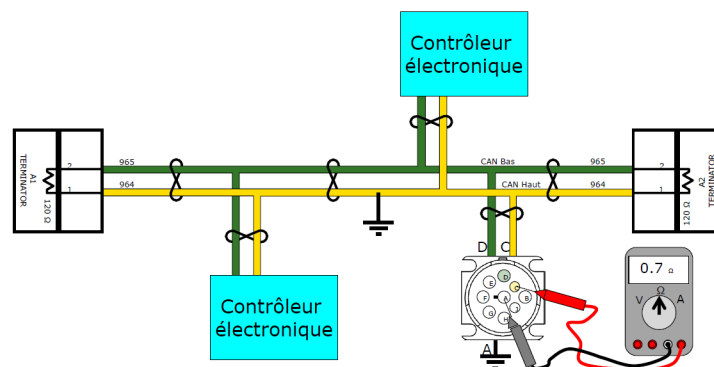 Contrôleur
électronique
TERMINATOR
A1
120 Ω
2
1
965
964
CAN Bas
CAN Haut
965
964
2
1
A2
TERMINATOR
120 Ω
Contrôleur
électronique
D C
D
E
C
F
A
B
G
J
H
A
0.7 Ω
Ω
V
A